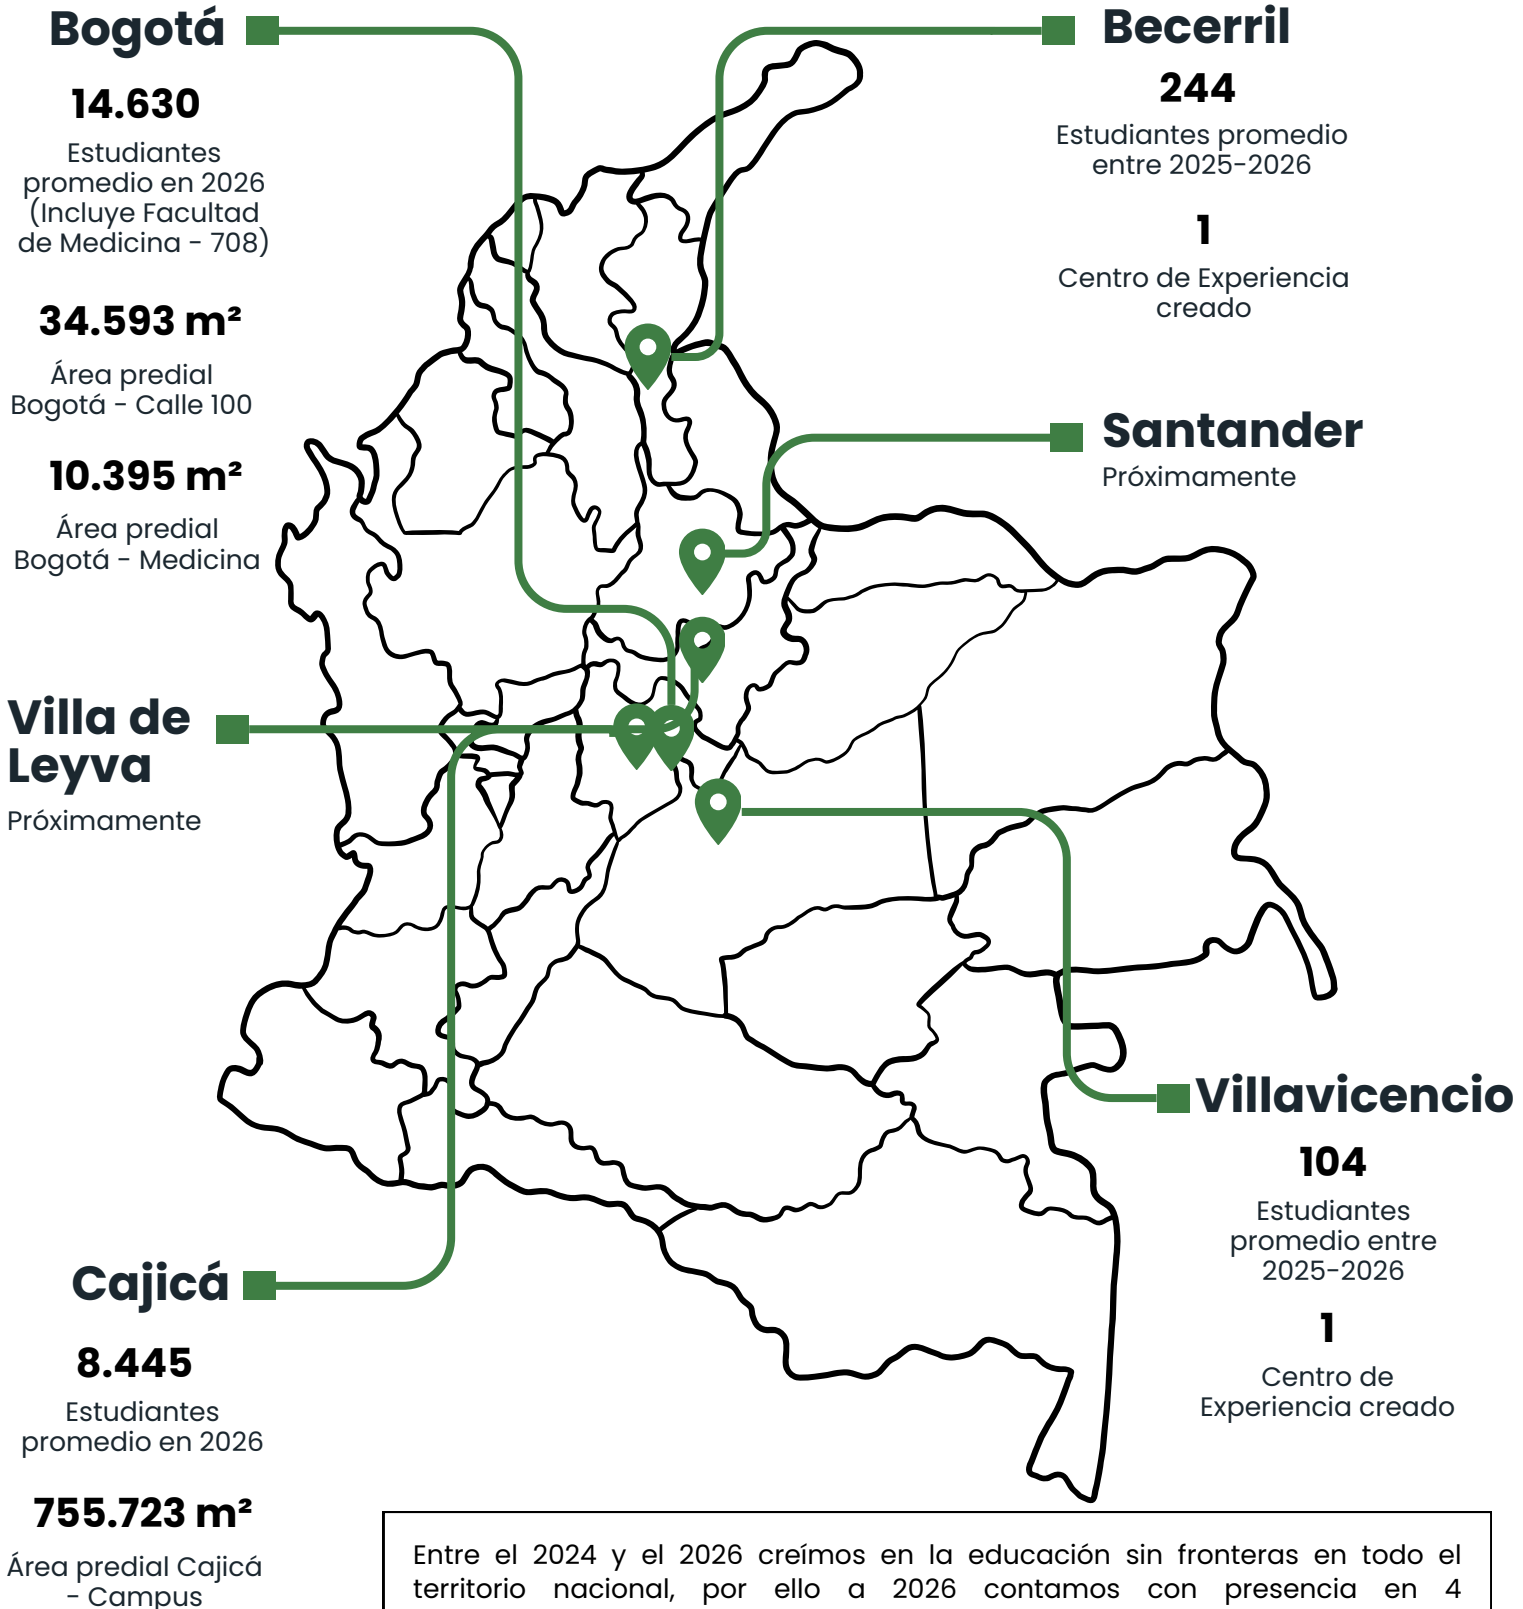 Bogotá
14.630
Estudiantes
promedio en 2026
(Incluye Facultad
de Medicina - 708)
34.593 m²
Área predial
Bogotá - Calle 100
10.395 m²
Área predial
Bogotá - Medicina
Becerril
244
Estudiantes promedio
entre 2025-2026
1
Centro de Experiencia
creado
Santander
Próximamente
Villa de
Leyva
Próximamente
Villavicencio
104
Estudiantes
promedio entre
2025-2026
1
Centro de
Experiencia creado
Cajicá
8.445
Estudiantes
promedio en 2026
755.723 m²
Área predial Cajicá
- Campus
Entre el 2024 y el 2026 creímos en la educación sin fronteras en todo el
territorio nacional, por ello a 2026 contamos con presencia en 4